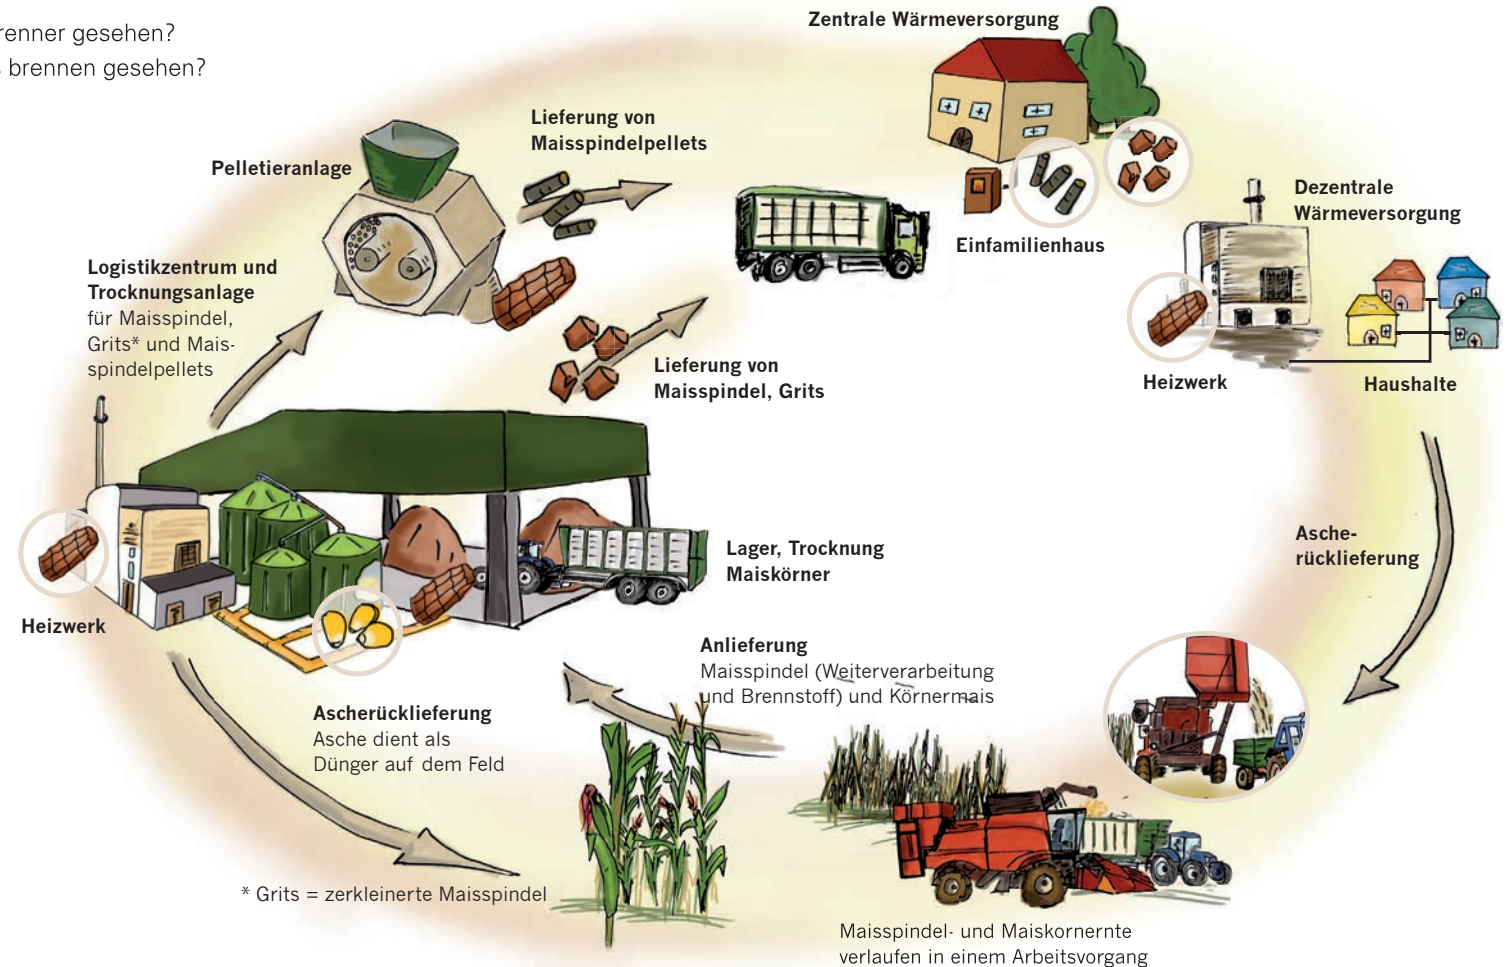 renner gesehen?
brennen gesehen?
Zentrale Wärmeversorgung
Lieferung von
Maisspindelpellets
Pelletieranlage
Dezentrale
Wärmeversorgung
Einfamilienhaus
Logistikzentrum und
Trocknungsanlage
für Maisspindel,
Grits* und Mais-
spindelpellets
Lieferung von
Maisspindel, Grits
Heizwerk
Haushalte
Asche-
rücklieferung
Lager, Trocknung
Maiskörner
Heizwerk
Anlieferung
Maisspindel (Weiterverarbeitung
und Brennstoff) und Körnermais
Ascherücklieferung
Asche dient als
Dünger auf dem Feld
* Grits = zerkleinerte Maisspindel
Maisspindel- und Maiskornernte
verlaufen in einem Arbeitsvorgang